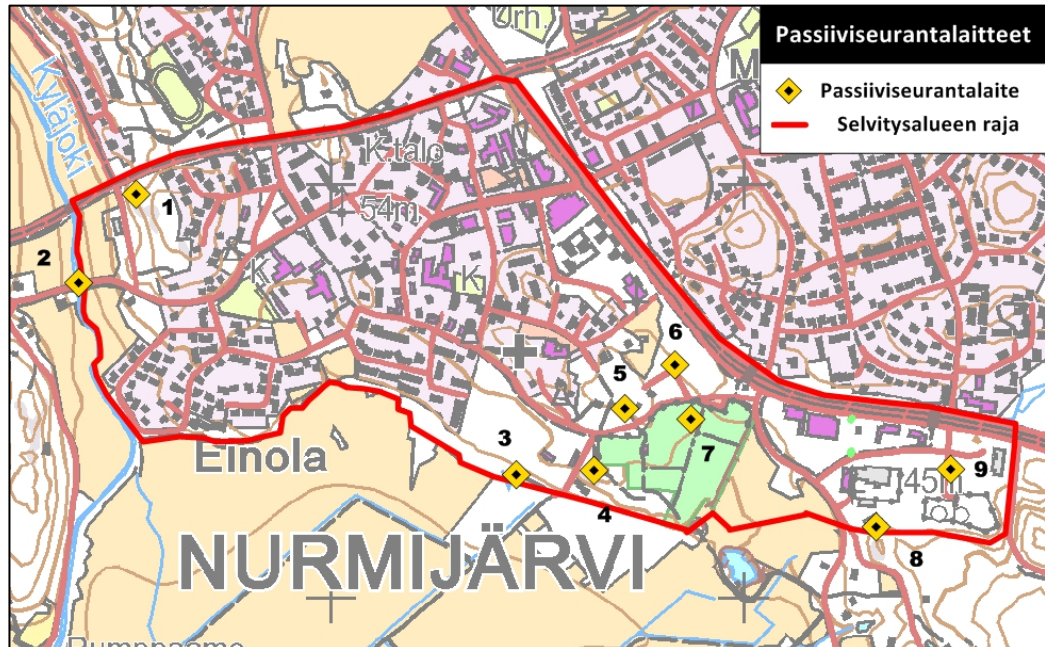 Urh.
M
Passiiviseurantalaitteet
Passiiviseurantalaite
Selvitysalueen raja
Kyläjoki
K.talo
1
54m
2
K
K
6
5
3
7
Einola
4
9
45m
8
NURMIJÄRVI